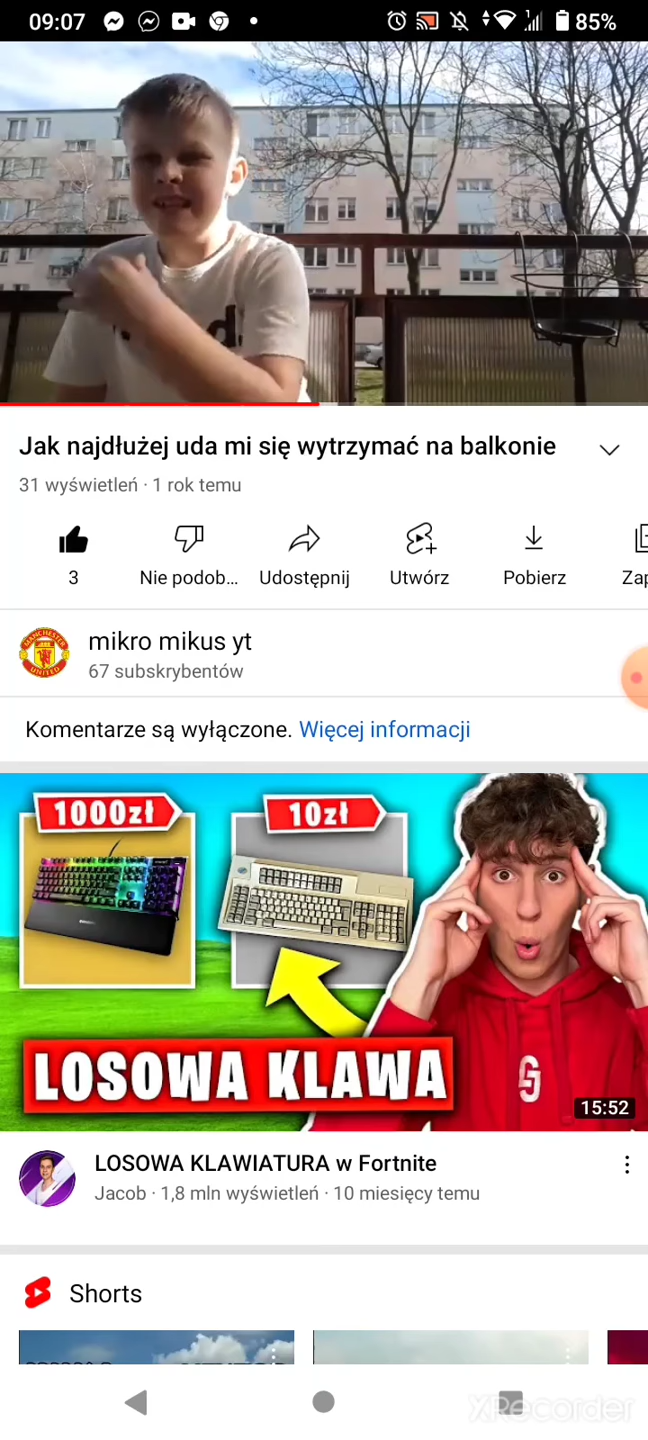 09:07
85%
Jak najdłużej uda mi się wytrzymać na balkonie
31 wyświetleń · 1 rok temu
3
Nie podob...
Udostępnij
Utwórz
Pobierz
MANCHESTER
UNITED
mikro mikus yt
67 subskrybentów
Komentarze są wyłączone. Więcej informacji
1000zł
10zł
LOSOWA KLAWA
15:52
LOSOWA KLAWIATURA w Fortnite
Jacob · 1,8 mln wyświetleń · 10 miesięcy temu
Shorts
XRecorder